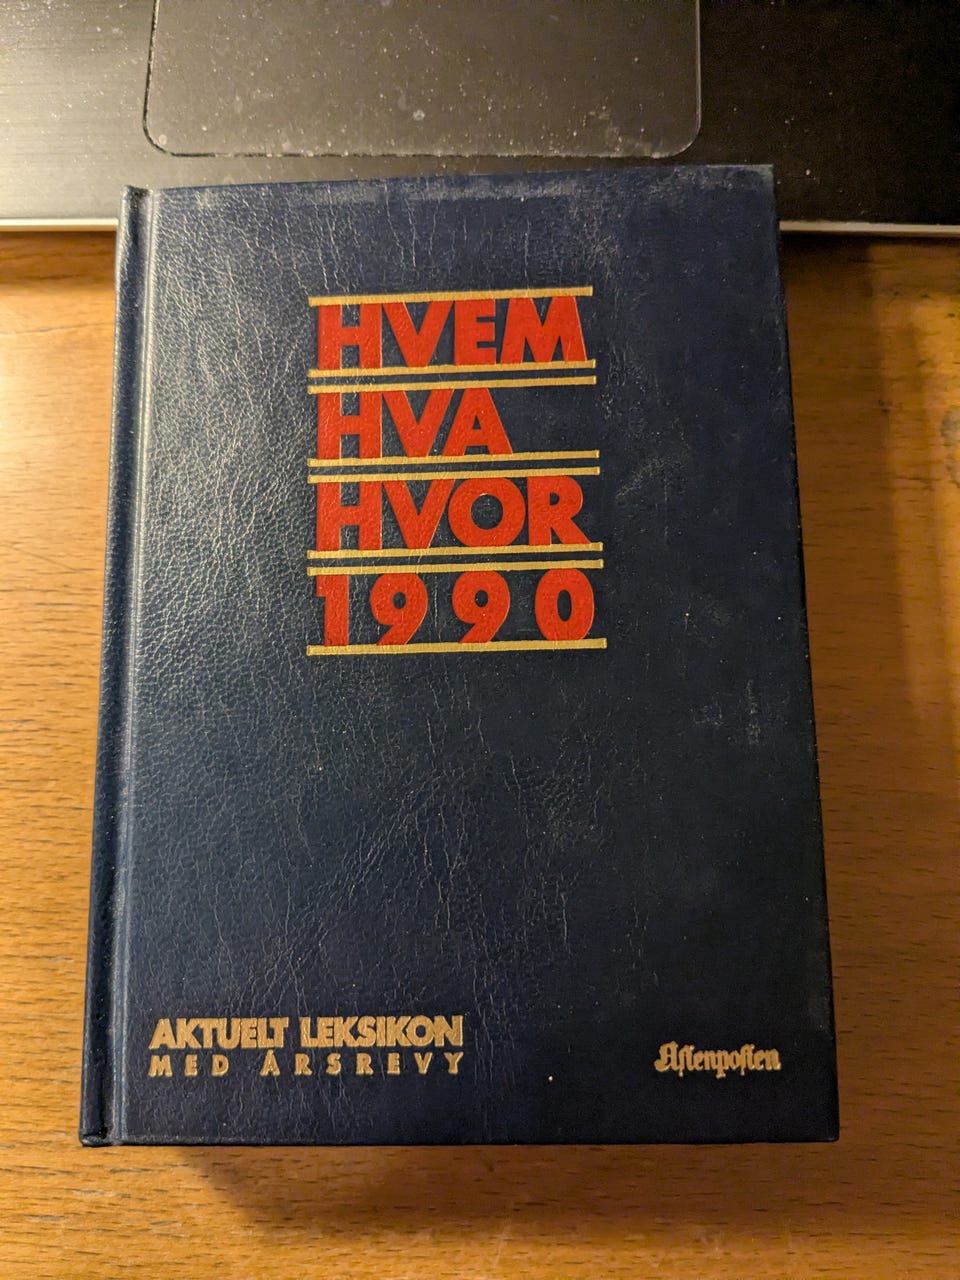 HVEM
HVA
HVOR
1990
AKTUELT LEKSIKON
MED ÅRSREVY
Aftenposten